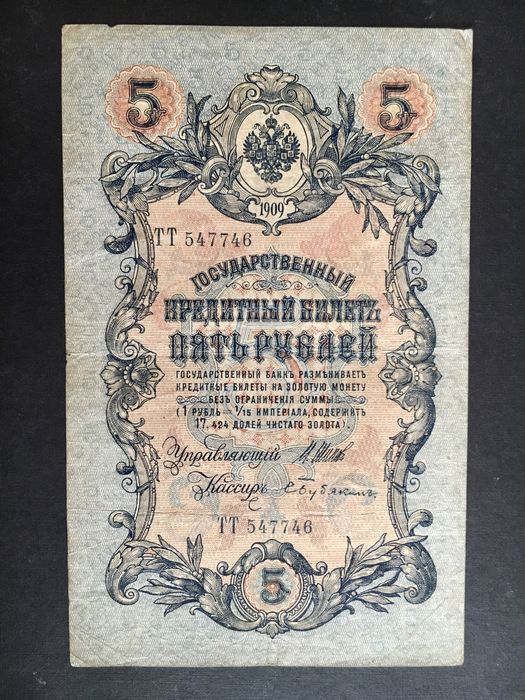 5 5
1909
ТТ 547746
ГОСУДАРСТВЕННЫЙ
КРЕДИТНЫЙ БИЛЕТЪ
ПЯТЬ РУБЛЕЙ
ГОСУДАРСТВЕННЫЙ БАНКЪ РАЗМѢНИВАЕТЪ
КРЕДИТНЫЕ БИЛЕТЫ НА ЗОЛОТУЮ МОНЕТУ
БЕЗЪ ОГРАНИЧЕНІЯ СУММЫ
(1 РУБЛЬ = 1/15 ИМПЕРІАЛА, СОДЕРЖИТЪ
17,424 ДОЛЕЙ ЧИСТАГО ЗОЛОТА).
Управляющій
Кассиръ
ТТ 547746
5